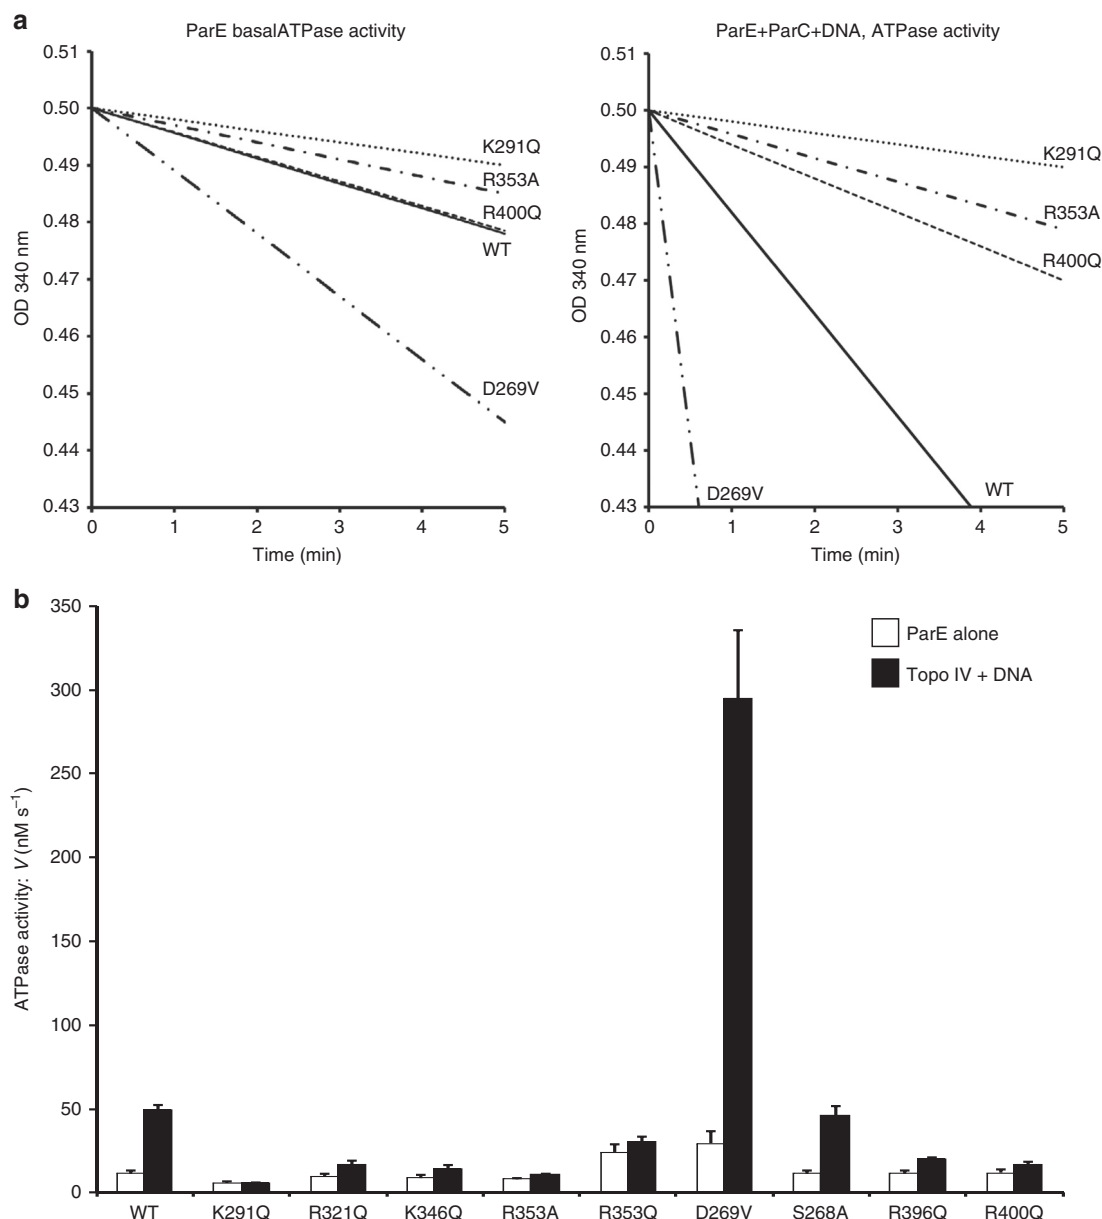 a
ParE basalATPase activity
0.51
0.50
0.49
0.48
0.47
0.46
0.45
0.44
0.43
OD 340 nm
K291Q
R353A
R400Q
WT
D269V
0 1 2 3 4 5
Time (min)
ParE+ParC+DNA, ATPase activity
0.51
0.50
0.49
0.48
0.47
0.46
0.45
0.44
0.43
OD 340 nm
K291Q
R353A
R400Q
D269V
WT
0 1 2 3 4 5
Time (min)
b
350
300
250
200
150
100
50
0
ATPase activity: V (nM s⁻¹)
ParE alone
Topo IV + DNA
WT K291Q R321Q K346Q R353A R353Q D269V S268A R396Q R400Q